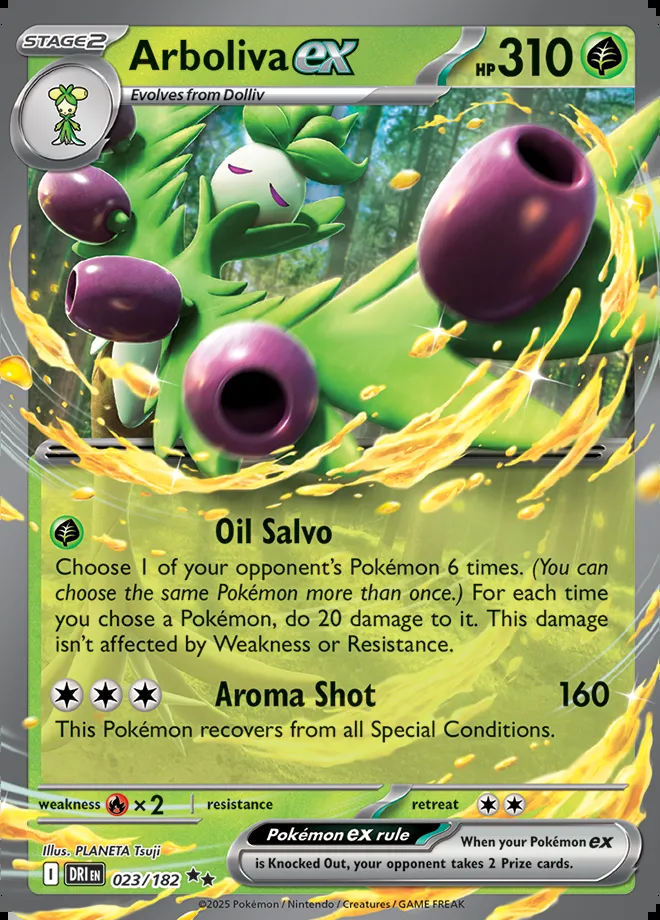 STAGE2
Arboliva ex
HP 310
Evolves from Dolliv
Oil Salvo
Choose 1 of your opponent's Pokémon 6 times. (You can
choose the same Pokémon more than once.) For each time
you chose a Pokémon, do 20 damage to it. This damage
isn't affected by Weakness or Resistance.
Aroma Shot 160
This Pokémon recovers from all Special Conditions.
weakness ×2 resistance retreat
Illus. PLANETA Tsuji
Pokémon ex rule When your Pokémon ex
is Knocked Out, your opponent takes 2 Prize cards.
I DRI EN 023/182
©2025 Pokémon / Nintendo / Creatures / GAME FREAK